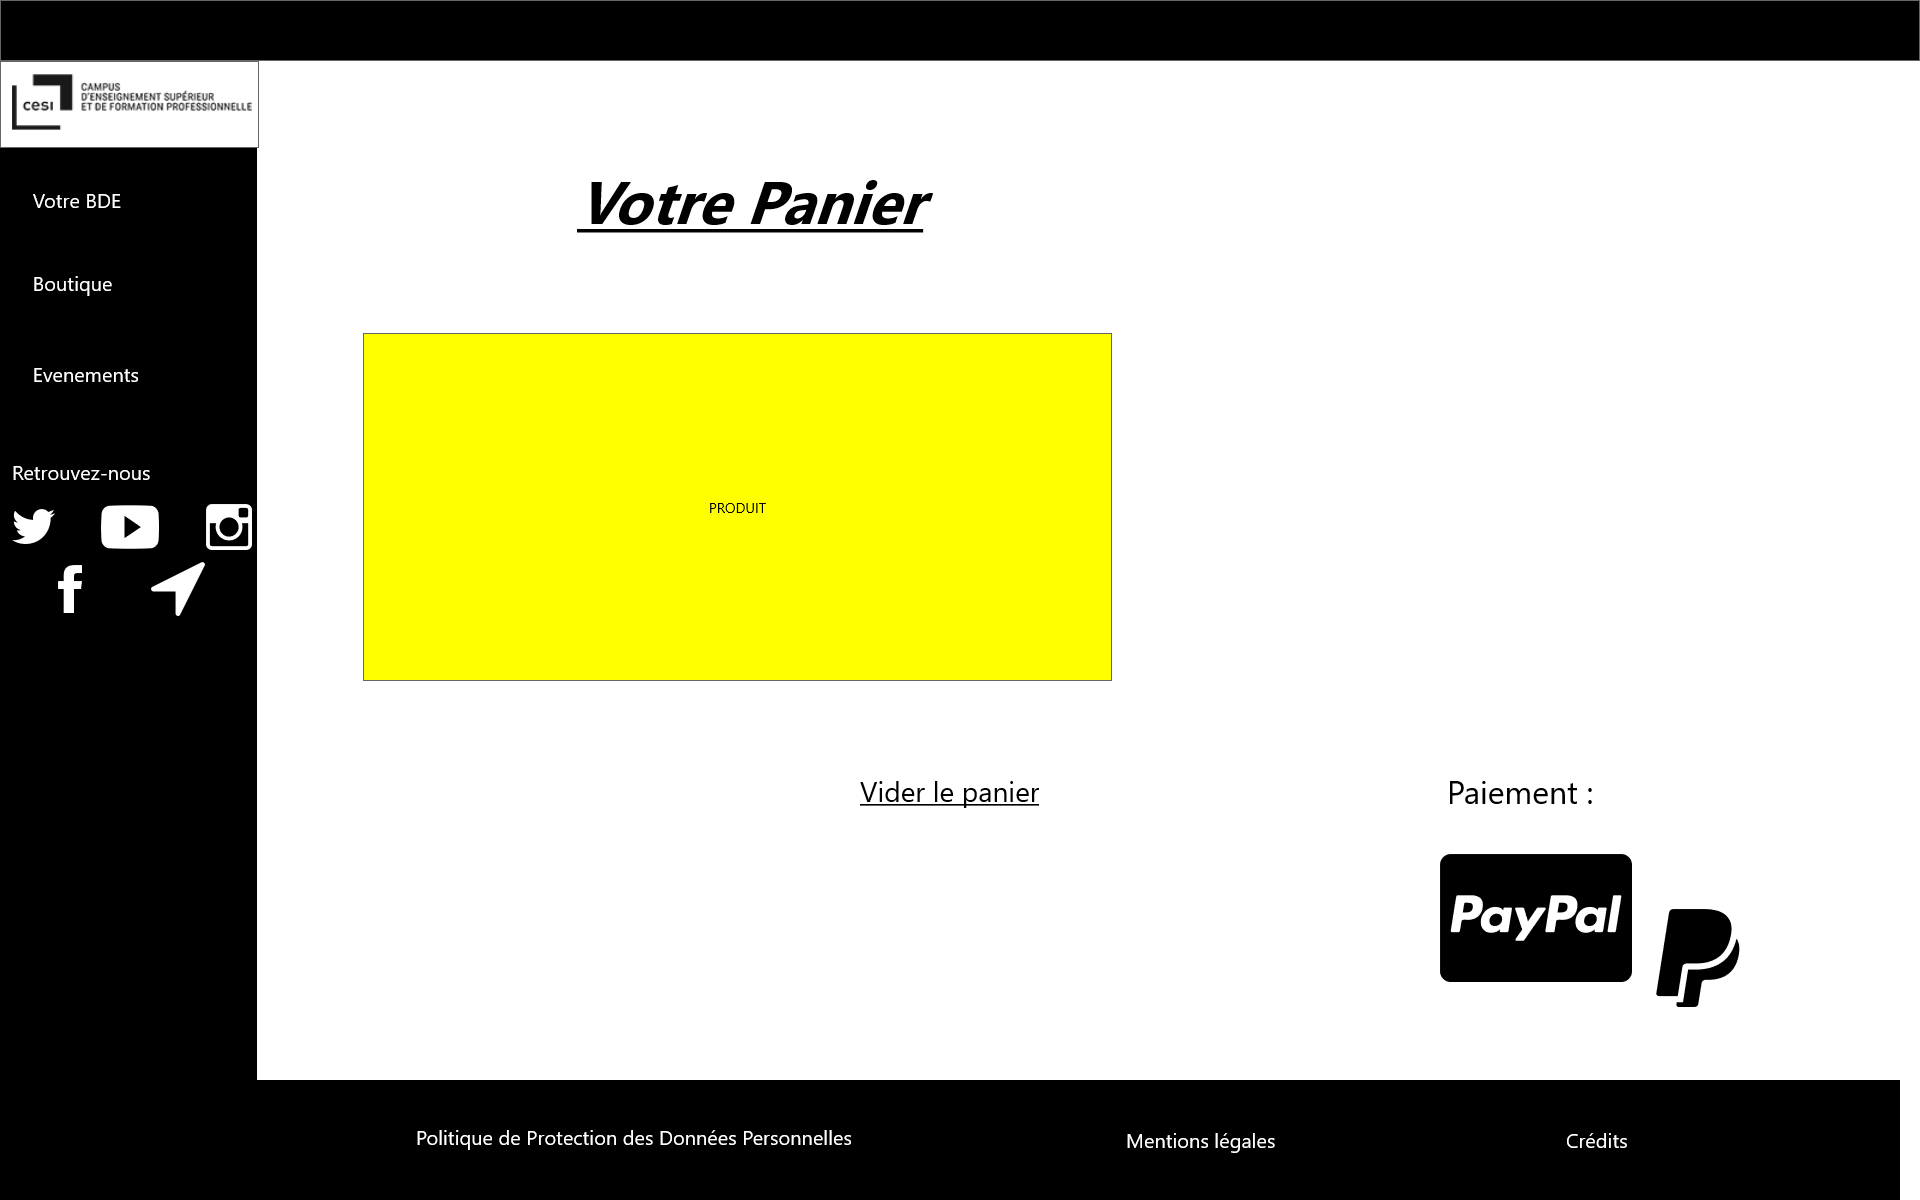 cesi
CAMPUS
D'ENSEIGNEMENT SUPÉRIEUR
ET DE FORMATION PROFESSIONNELLE
Votre BDE
Boutique
Evenements
Retrouvez-nous
Votre Panier
PRODUIT
Vider le panier
Paiement :
PayPal
Politique de Protection des Données Personnelles
Mentions légales
Crédits